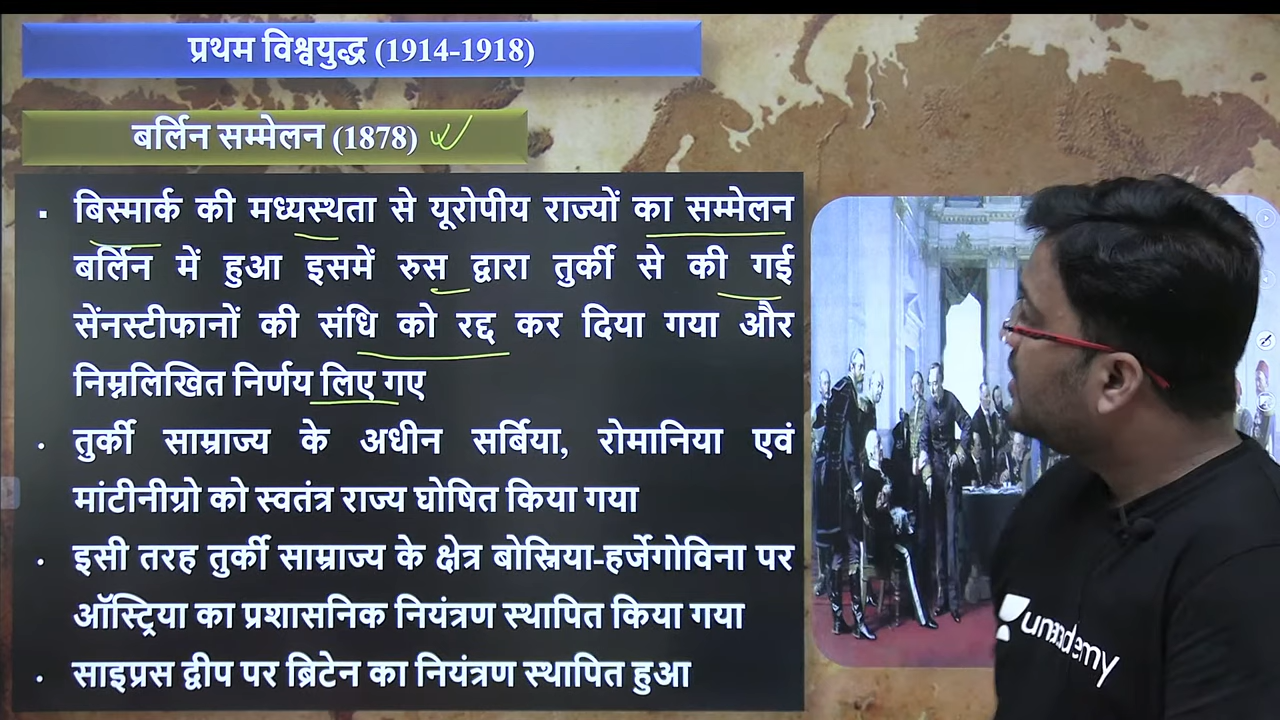 प्रथम विश्वयुद्ध (1914-1918)
बर्लिन सम्मेलन (1878)
▪ बिस्मार्क की मध्यस्थता से यूरोपीय राज्यों का सम्मेलन
बर्लिन में हुआ इसमें रुस द्वारा तुर्की से की गई
सेंनस्टीफानों की संधि को रद्द कर दिया गया और
निम्नलिखित निर्णय लिए गए
· तुर्की साम्राज्य के अधीन सर्बिया, रोमानिया एवं
मांटीनीग्रो को स्वतंत्र राज्य घोषित किया गया
· इसी तरह तुर्की साम्राज्य के क्षेत्र बोस्निया-हर्जेगोविना पर
ऑस्ट्रिया का प्रशासनिक नियंत्रण स्थापित किया गया
· साइप्रस द्वीप पर ब्रिटेन का नियंत्रण स्थापित हुआ
unacademy